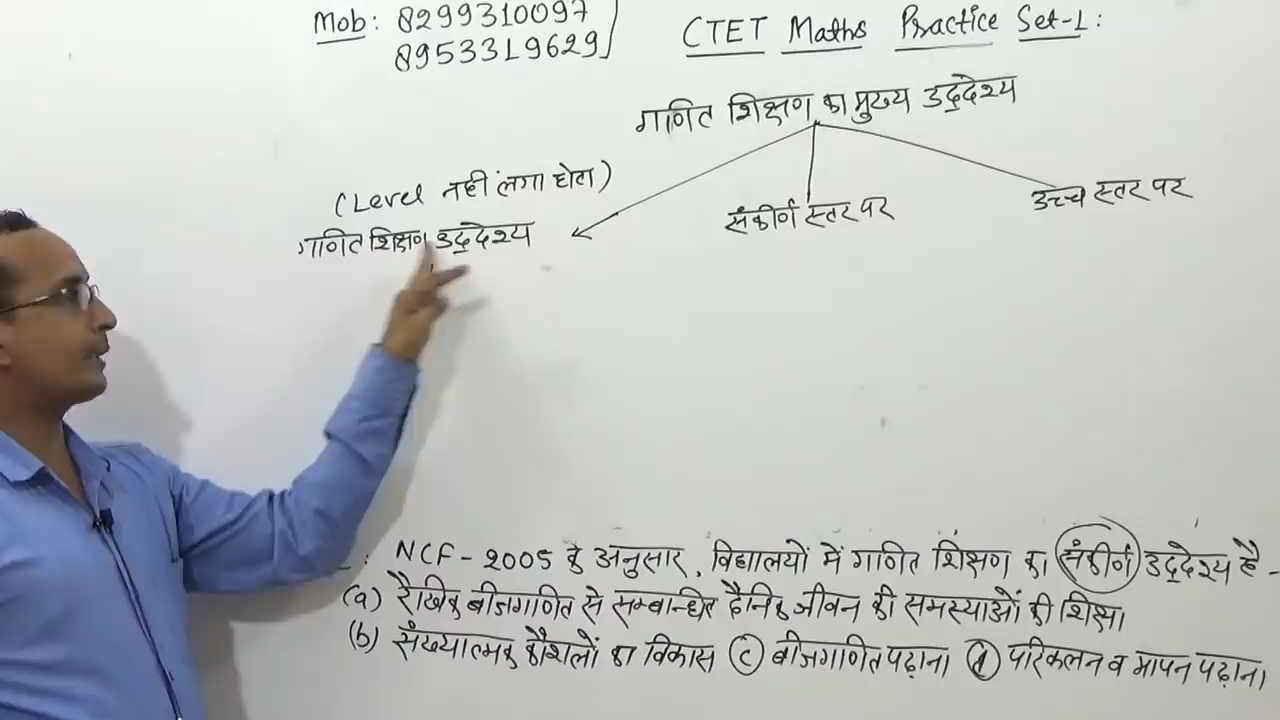 Mob: 8299310097
8953319629
CTET Maths Practice Set-1:
गणित शिक्षण का मुख्य उद्देश्य
(Level नही लगा होता)
गणित शिक्षण उद्देश्य
संकीर्ण स्तर पर
उच्च स्तर पर
NCF-2005 के अनुसार, विद्यालयों में गणित शिक्षण का संकीर्ण उद्देश्य है -
(a) रैखिक बीजगणित से सम्बान्धित दैनिक जीवन की समस्याओं की शिक्षा
(b) संख्यात्मक कौशलों का विकास (c) बीजगणित पढ़ाना (d) परिकलन व मापन पढ़ाना।